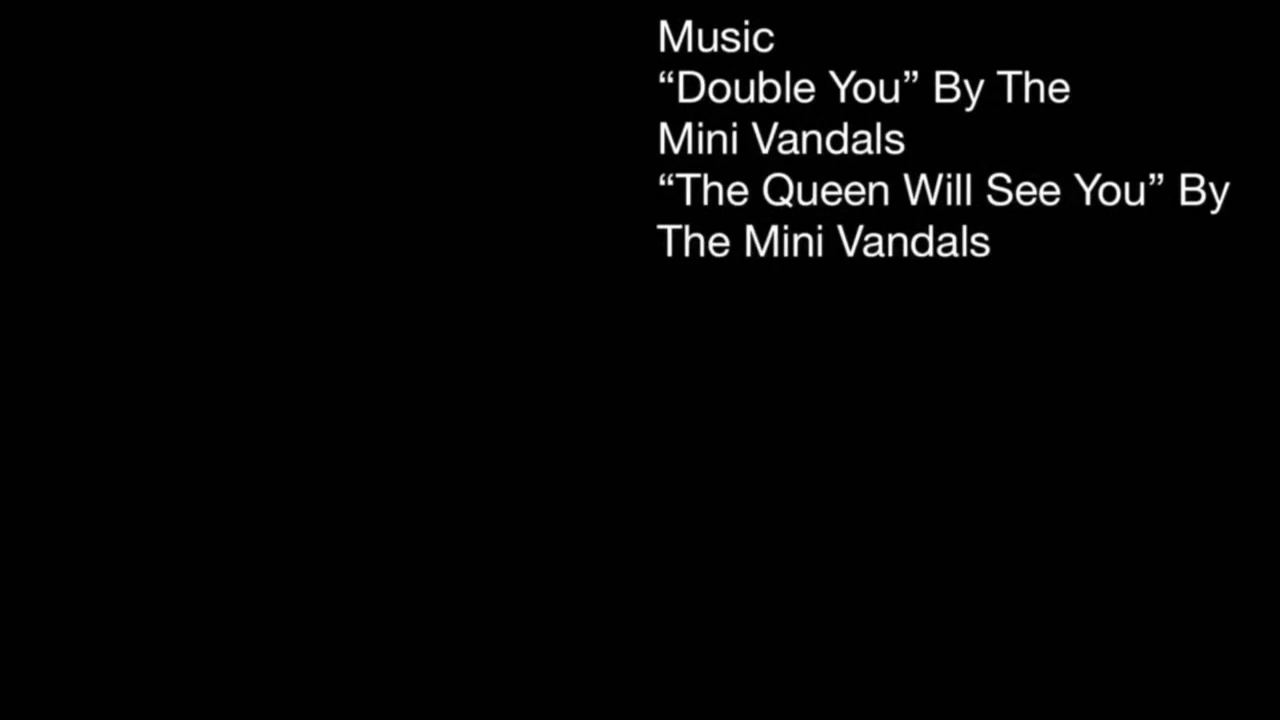 Music
“Double You” By The
Mini Vandals
“The Queen Will See You” By
The Mini Vandals